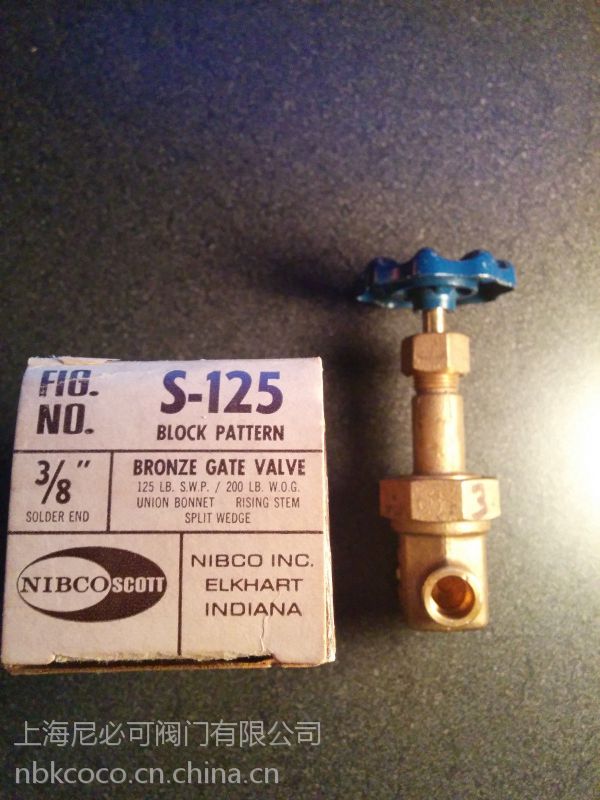 FIG. NO. S-125
BLOCK PATTERN
3/8"
SOLDER END
BRONZE GATE VALVE
125 LB. S.W.P. / 200 LB. W.O.G.
UNION BONNET RISING STEM
SPLIT WEDGE
NIBCO SCOTT
NIBCO INC.
ELKHART
INDIANA
3
上海尼必可阀门有限公司
nbkcoco.cn.china.cn